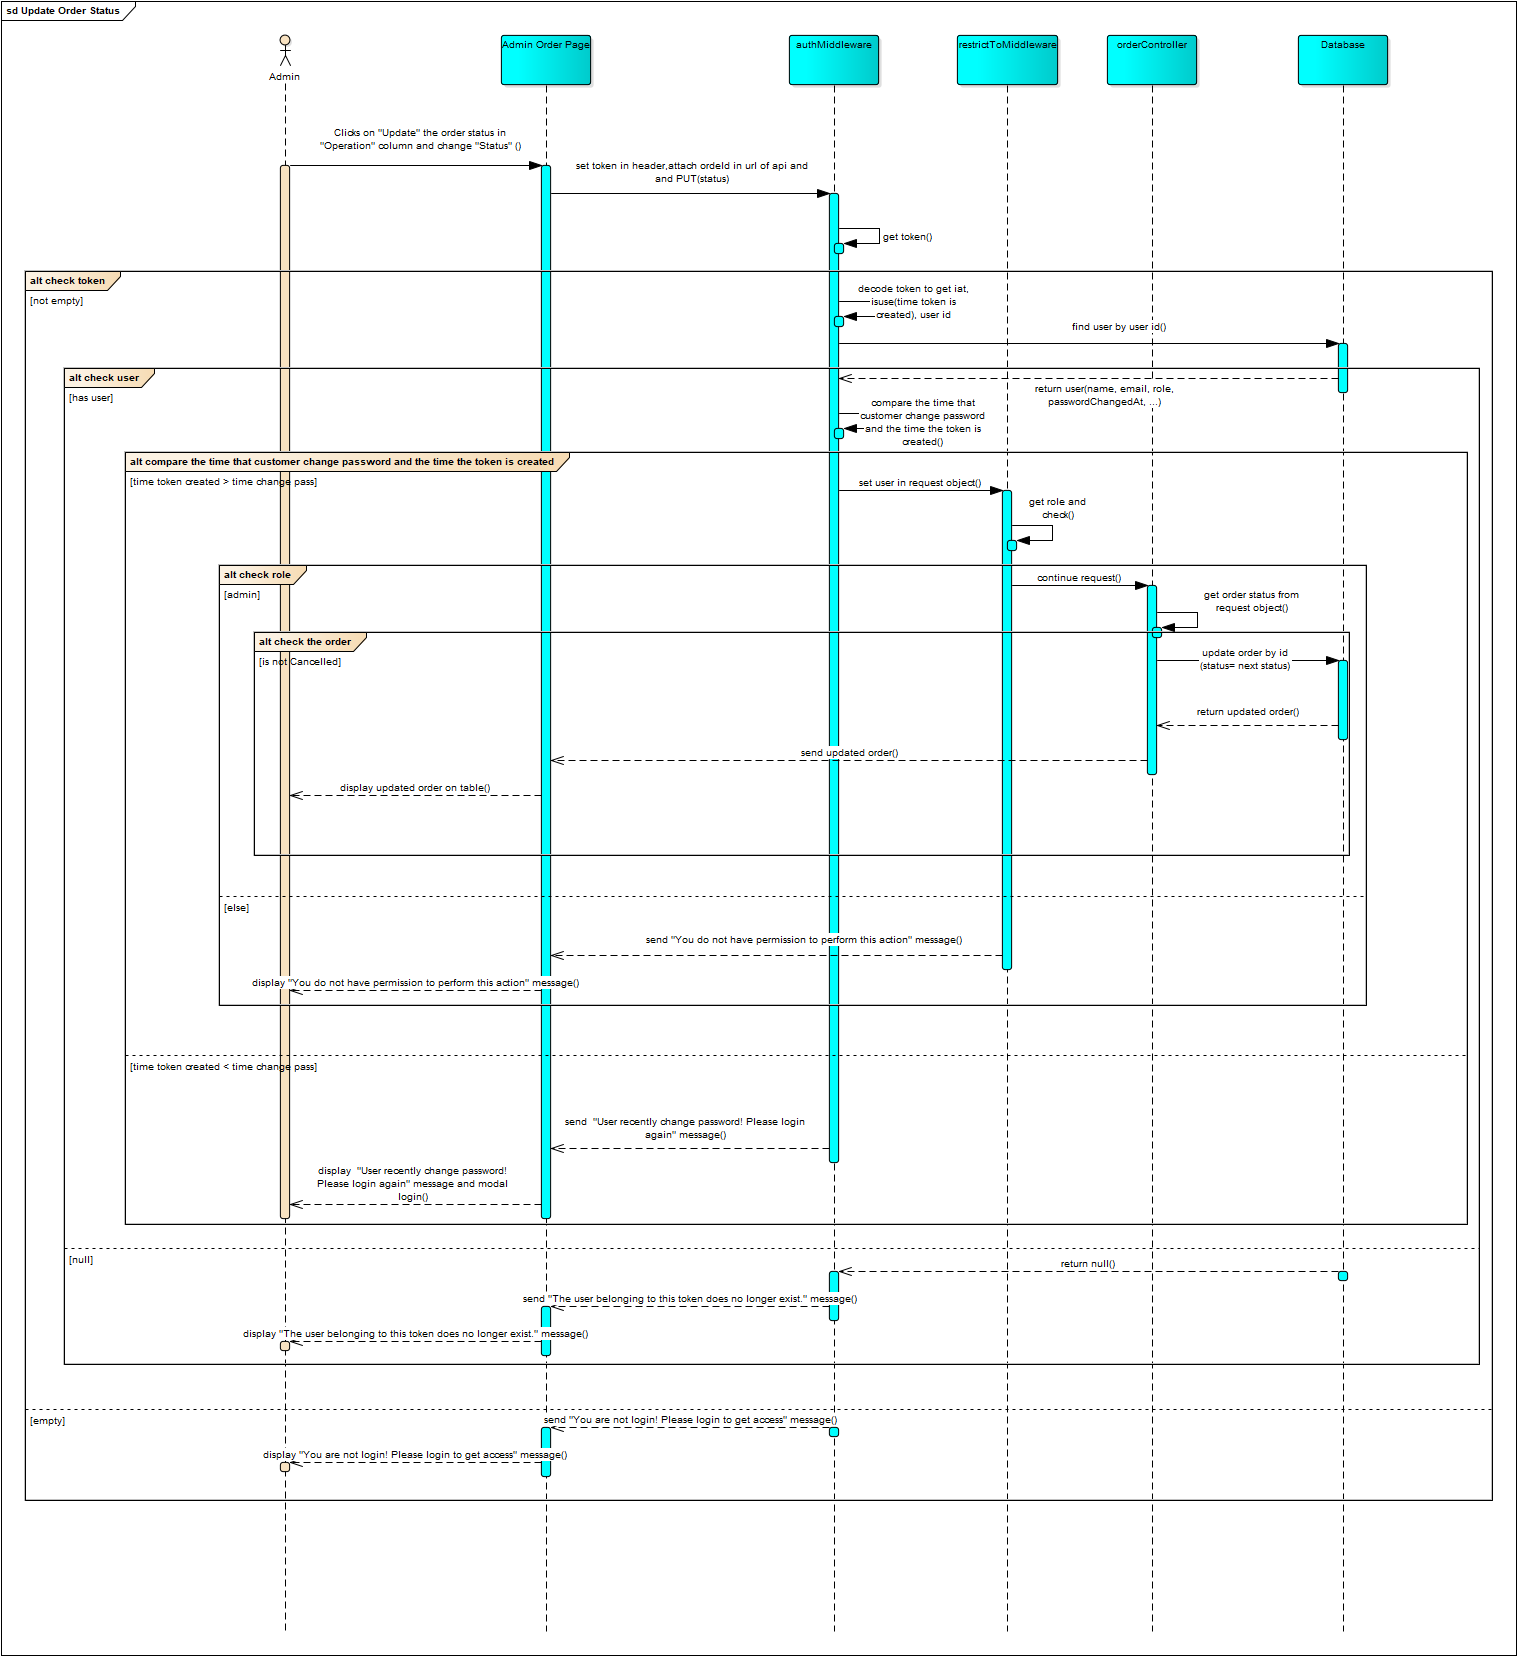 sd Update Order Status
Admin
Admin Order Page
authMiddleware
restrictToMiddleware
orderController
Database
Clicks on "Update" the order status in
"Operation" column and change "Status" ()
set token in header,attach ordeId in url of api and
and PUT(status)
get token()
alt check token
[not empty]
decode token to get iat,
isuse(time token is
created), user id
find user by user id()
alt check user
[has user]
return user(name, email, role,
passwordChangedAt, ...)
compare the time that
customer change password
and the time the token is
created()
alt compare the time that customer change password and the time the token is created
[time token created > time change pass]
set user in request object()
get role and
check()
alt check role
[admin]
continue request()
get order status from
request object()
alt check the order
[is not Cancelled]
update order by id
(status= next status)
return updated order()
send updated order()
display updated order on table()
[else]
send "You do not have permission to perform this action" message()
display "You do not have permission to perform this action" message()
[time token created < time change pass]
send  "User recently change password! Please login
again" message()
display  "User recently change password!
Please login again" message and modal
login()
[null]
return null()
send "The user belonging to this token does no longer exist." message()
display "The user belonging to this token does no longer exist." message()
[empty]
send "You are not login! Please login to get access" message()
display "You are not login! Please login to get access" message()